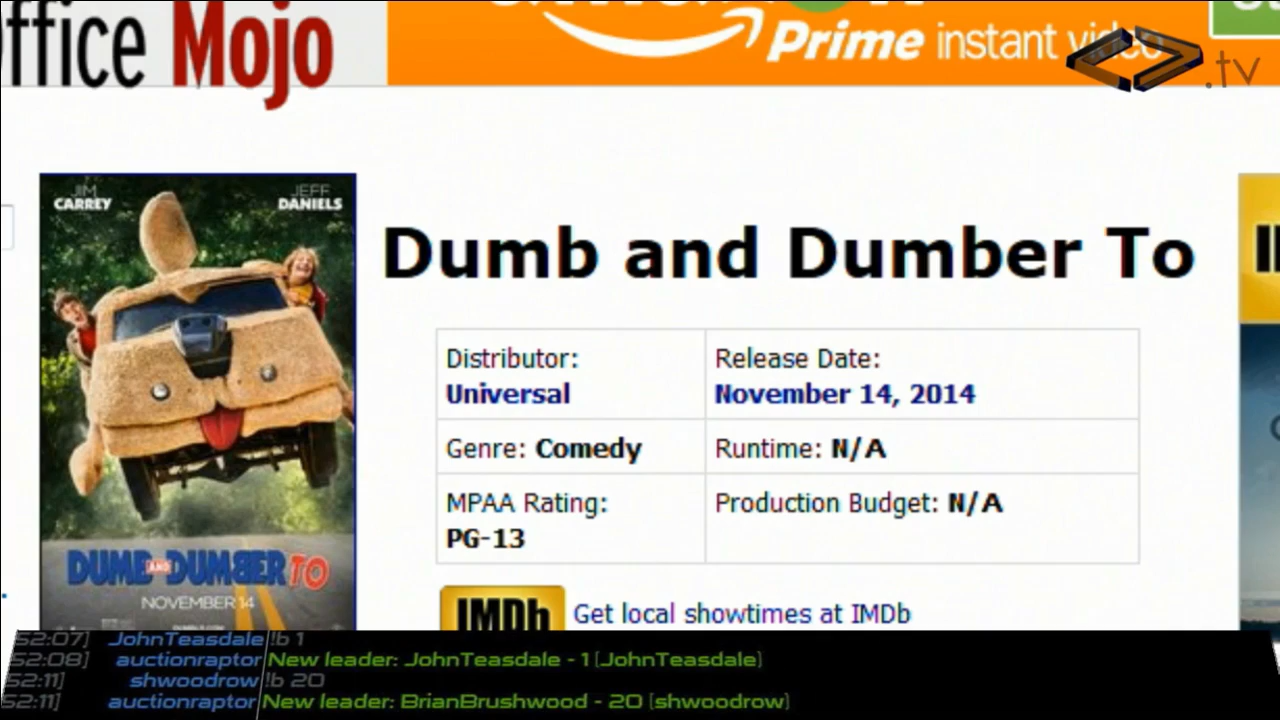 ffice Mojo
Prime instant video
.tv
JIM CARREY
JEFF DANIELS
Dumb and Dumber To
Distributor:
Universal
Release Date:
November 14, 2014
Genre: Comedy
Runtime: N/A
MPAA Rating:
PG-13
Production Budget: N/A
DUMB AND DUMBER TO
NOVEMBER 14
IMDb
Get local showtimes at IMDb
52:07] JohnTeasdale !b 1
52:08] auctionraptor New leader: JohnTeasdale - 1 [JohnTeasdale]
52:11] shwoodrow !b 20
52:11] auctionraptor New leader: BrianBrushwood - 20 [shwoodrow]